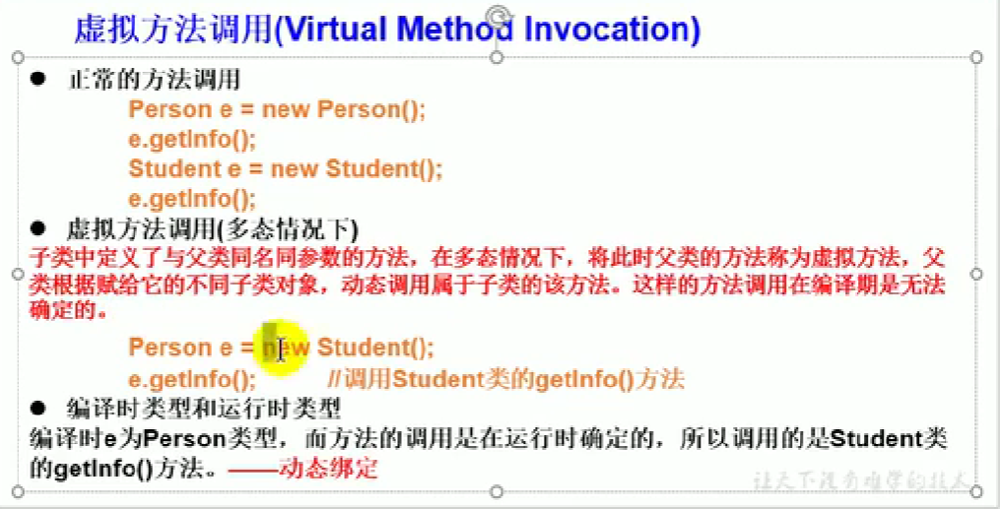 虚拟方法调用(Virtual Method Invocation)
● 正常的方法调用
Person e = new Person();
e.getInfo();
Student e = new Student();
e.getInfo();
● 虚拟方法调用(多态情况下)
子类中定义了与父类同名同参数的方法，在多态情况下，将此时父类的方法称为虚拟方法，父
类根据赋给它的不同子类对象，动态调用属于子类的该方法。这样的方法调用在编译期是无法
确定的。
Person e = new Student();
e.getInfo(); //调用Student类的getInfo()方法
● 编译时类型和运行时类型
编译时e为Person类型，而方法的调用是在运行时确定的，所以调用的是Student类
的getInfo()方法。——动态绑定
让天下没有难学的技术